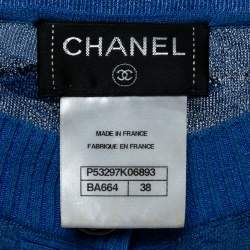 CHANEL
MADE IN FRANCE
FABRIQUE EN FRANCE
P53297K06893
BA664 38